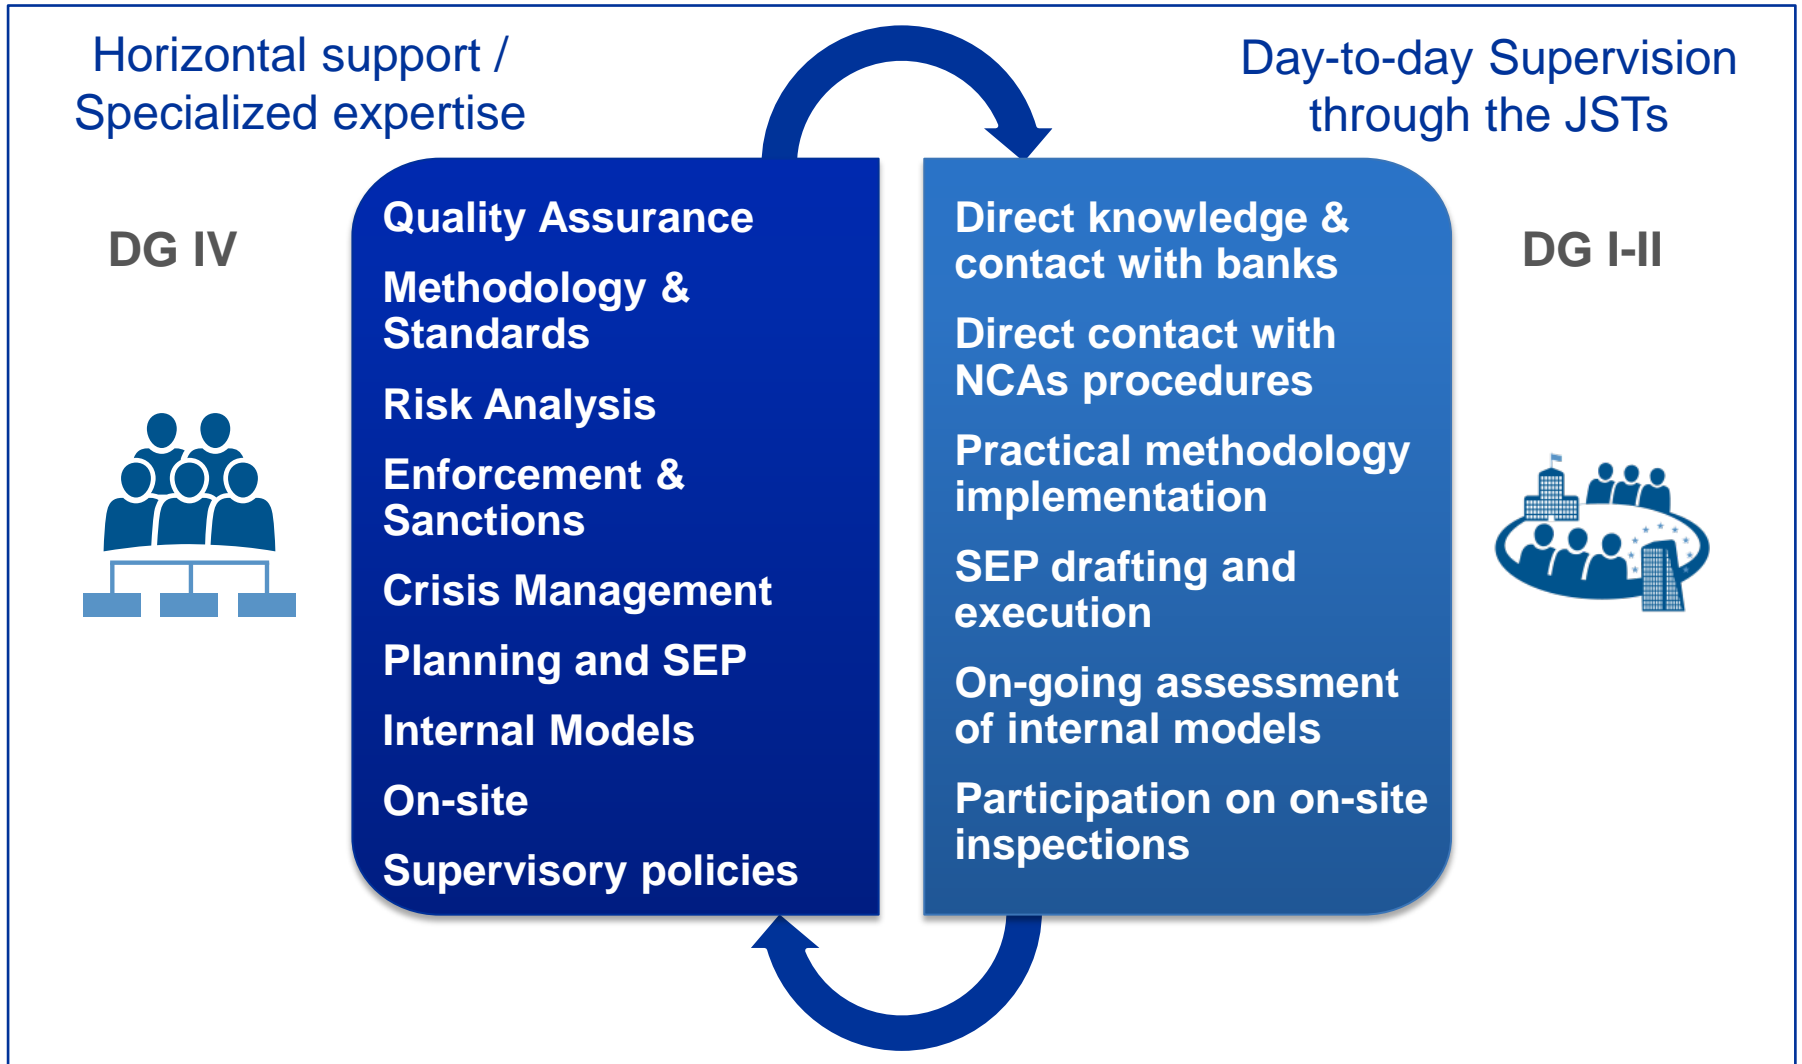 Horizontal support /
Specialized expertise
DG IV
Quality Assurance
Methodology &
Standards
Risk Analysis
Enforcement &
Sanctions
Crisis Management
Planning and SEP
Internal Models
On-site
Supervisory policies
Day-to-day Supervision
through the JSTs
DG I-II
Direct knowledge &
contact with banks
Direct contact with
NCAs procedures
Practical methodology
implementation
SEP drafting and
execution
On-going assessment
of internal models
Participation on on-site
inspections